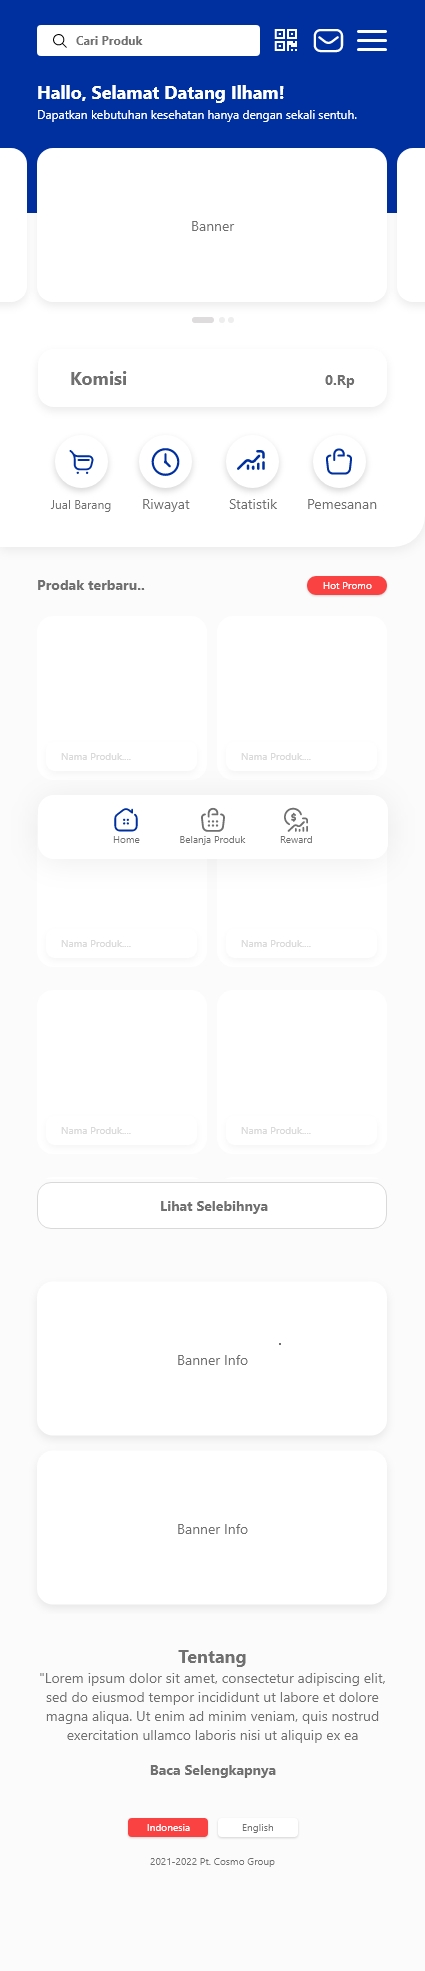 Cari Produk
Hallo, Selamat Datang Ilham!
Dapatkan kebutuhan kesehatan hanya dengan sekali sentuh.
Banner
Komisi
0.Rp
Jual Barang
Riwayat
Statistik
Pemesanan
Prodak terbaru..
Hot Promo
Nama Produk....
Nama Produk....
Home
Belanja Produk
Reward
Nama Produk....
Nama Produk....
Nama Produk....
Nama Produk....
Lihat Selebihnya
Banner Info
Banner Info
Tentang
"Lorem ipsum dolor sit amet, consectetur adipiscing elit,
sed do eiusmod tempor incididunt ut labore et dolore
magna aliqua. Ut enim ad minim veniam, quis nostrud
exercitation ullamco laboris nisi ut aliquip ex ea
Baca Selengkapnya
Indonesia
English
2021-2022 Pt. Cosmo Group